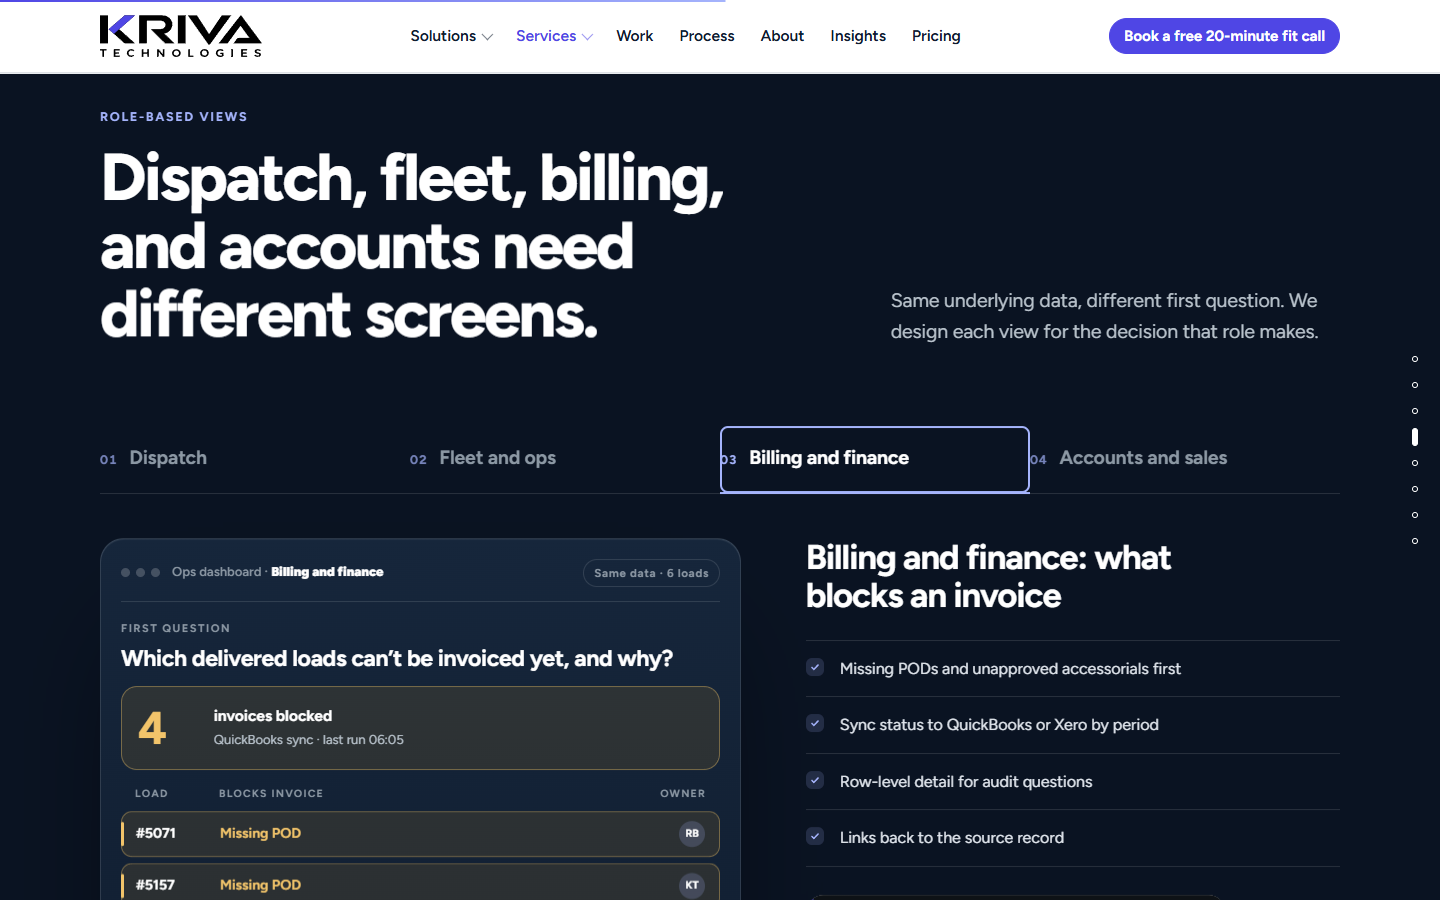 KRIVA
TECHNOLOGIES
Solutions
Services
Work
Process
About
Insights
Pricing
Book a free 20-minute fit call
ROLE-BASED VIEWS
Dispatch, fleet, billing,
and accounts need
different screens.
Same underlying data, different first question. We
design each view for the decision that role makes.
01 Dispatch
02 Fleet and ops
03 Billing and finance
04 Accounts and sales
Ops dashboard · Billing and finance
Same data · 6 loads
FIRST QUESTION
Which delivered loads can’t be invoiced yet, and why?
4
invoices blocked
QuickBooks sync · last run 06:05
LOAD BLOCKS INVOICE OWNER
#5071 Missing POD RB
#5157 Missing POD KT
Billing and finance: what
blocks an invoice
Missing PODs and unapproved accessorials first
Sync status to QuickBooks or Xero by period
Row-level detail for audit questions
Links back to the source record